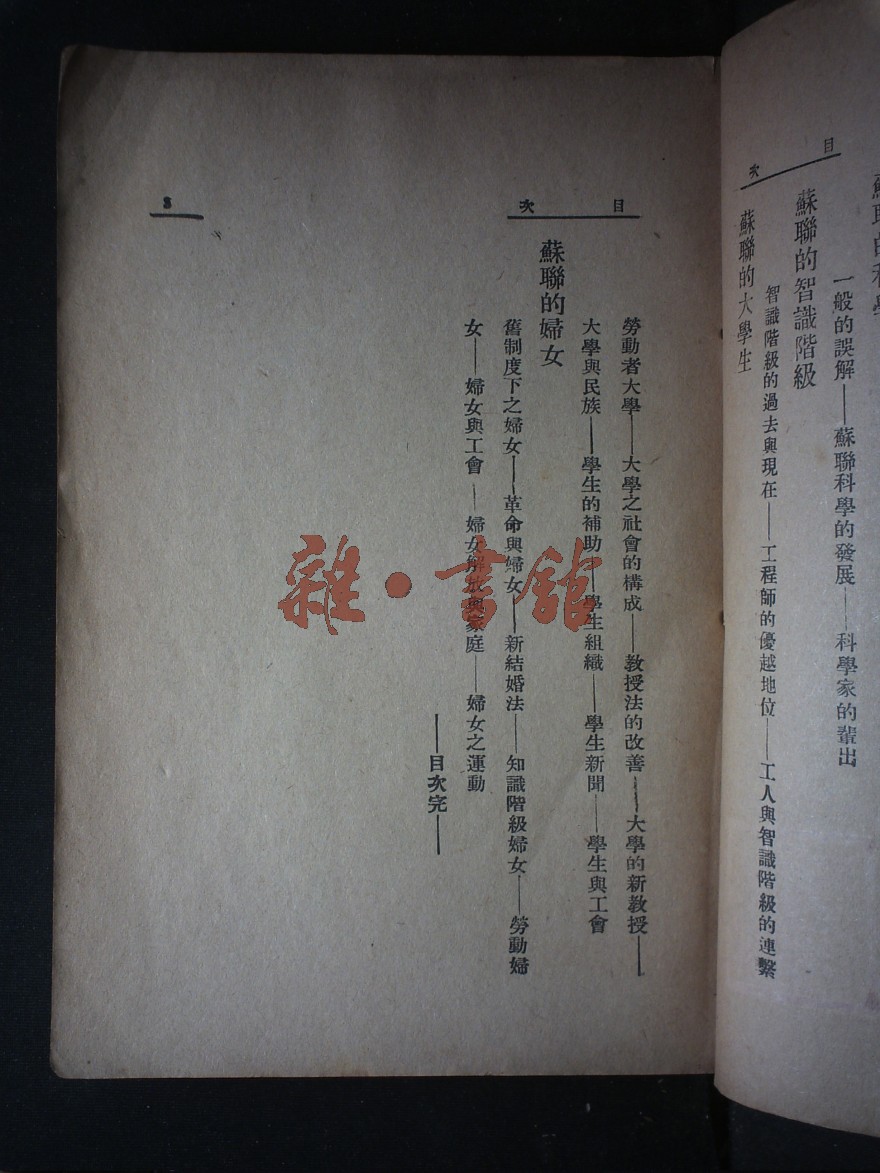 目次
一般的誤解——蘇聯科學的發展——科學家的輩出
蘇聯的智識階級
智識階級的過去與現在——工程師的優越地位——工人與智識階級的連繫
蘇聯的大學生
目次
勞動者大學——大學之社會的構成——教授法的改善——大學的新教授——
大學與民族——學生的補助——學生組織——學生新聞——學生與工會
蘇聯的婦女
舊制度下之婦女——革命與婦女——新結婚法——知識階級婦女——勞動婦
女——婦女與工會——婦女解放與家庭——婦女之運動
——目次完——
3
雜·書館